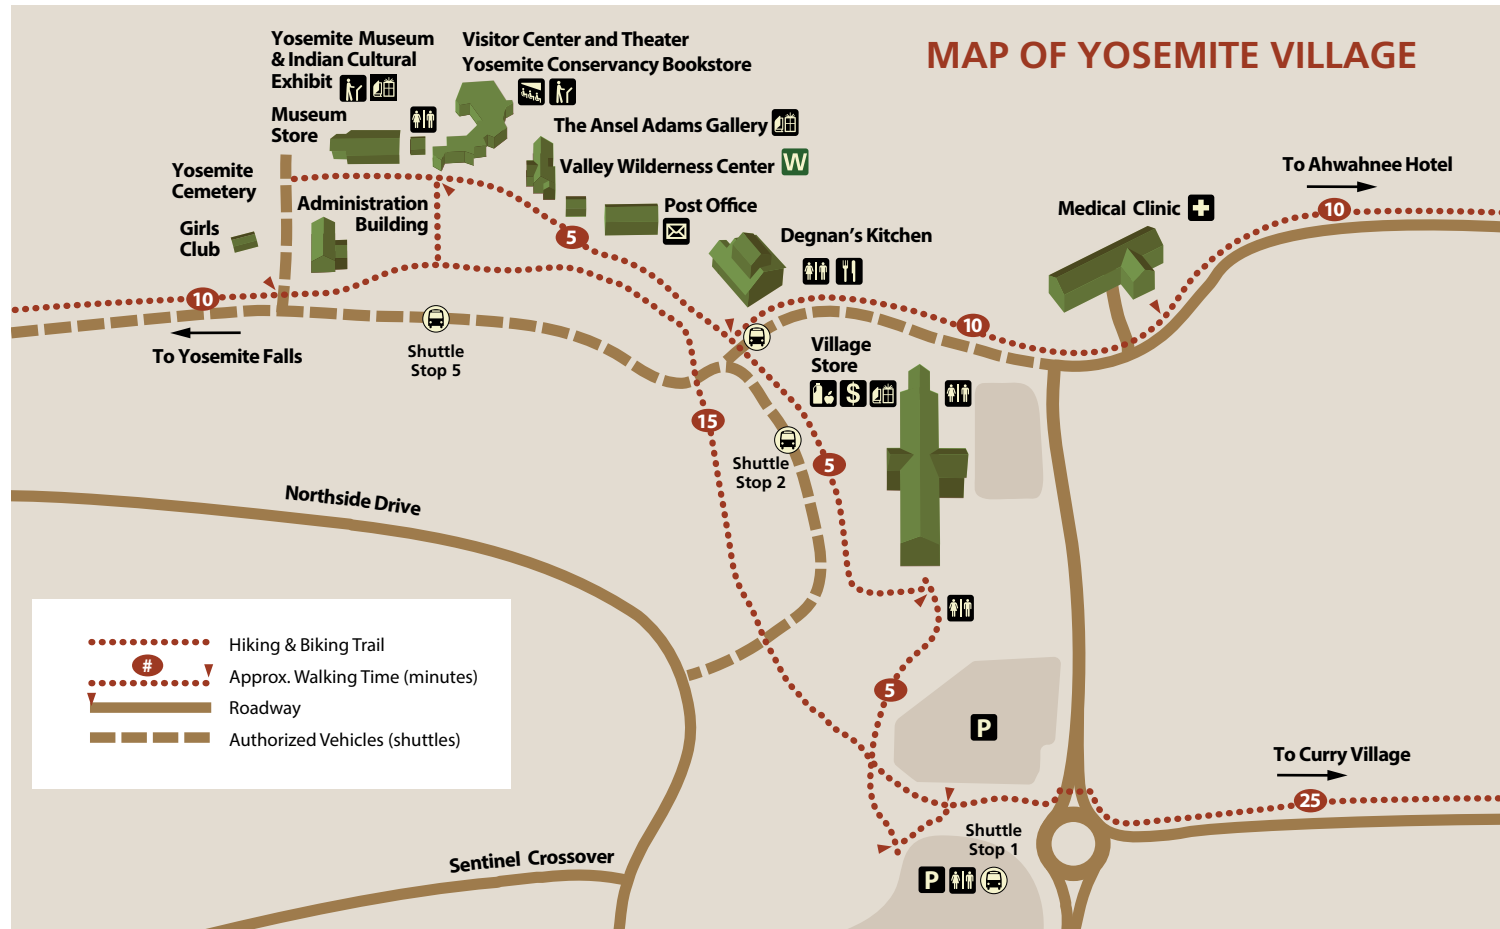 MAP OF YOSEMITE VILLAGE
Yosemite Museum
& Indian Cultural
Exhibit
Museum
Store
Visitor Center and Theater
Yosemite Conservancy Bookstore
The Ansel Adams Gallery
Valley Wilderness Center W
Yosemite
Cemetery
Administration
Building
Girls
Club
Post Office
5
Degnan's Kitchen
Medical Clinic
To Ahwahnee Hotel
10
10
To Yosemite Falls
Shuttle
Stop 5
10
Village
Store
$
15
Shuttle
Stop 2
5
Northside Drive
Hiking & Biking Trail
#
Approx. Walking Time (minutes)
Roadway
Authorized Vehicles (shuttles)
5
P
To Curry Village
25
Shuttle
Stop 1
P
Sentinel Crossover